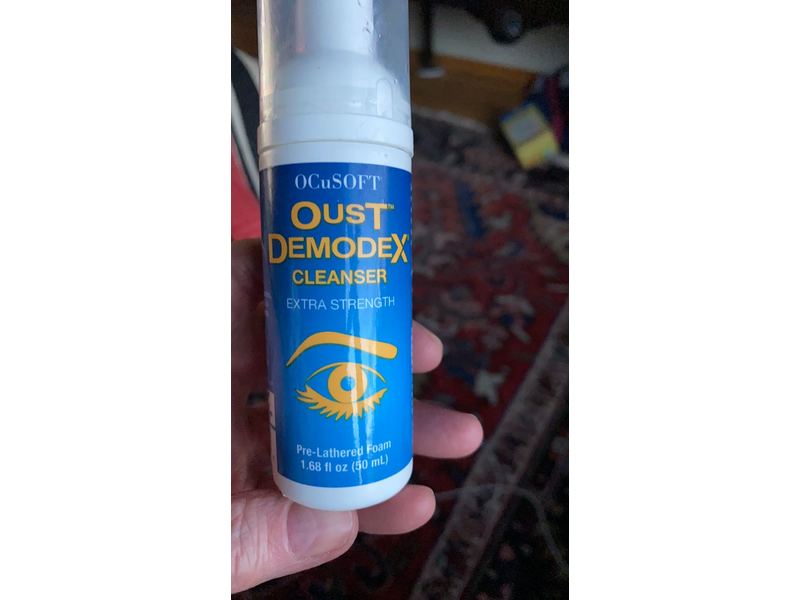 OCuSOFT
OUST™
DEMODEX®
CLEANSER
EXTRA STRENGTH
Pre-Lathered Foam
1.68 fl oz (50 mL)